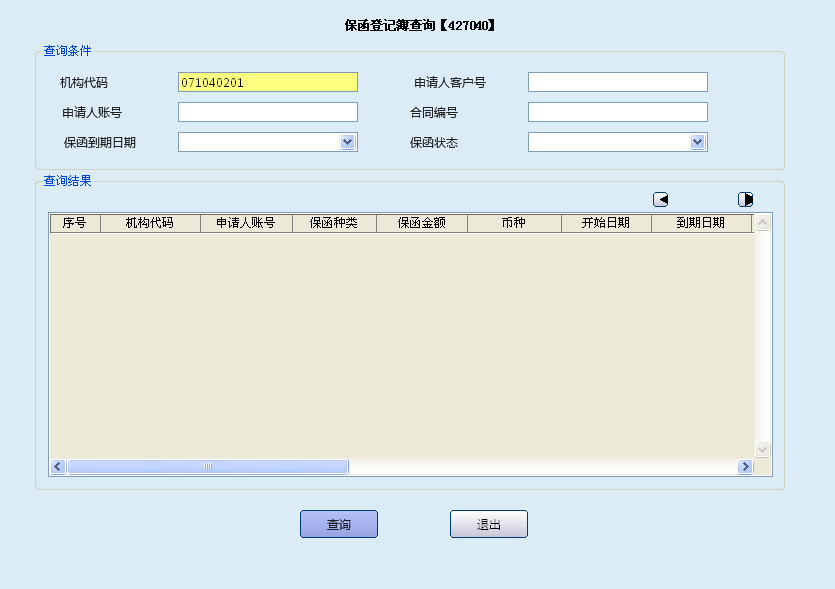 保函登记簿查询【427040】
查询条件
机构代码 071040201 申请人客户号
申请人账号 合同编号
保函到期日期 保函状态
查询结果
序号 机构代码 申请人账号 保函种类 保函金额 币种 开始日期 到期日期
查询 退出